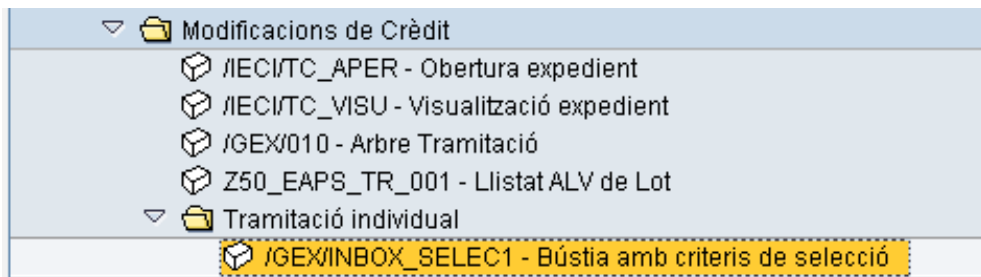 Modificacions de Crèdit
/IECI/TC_APER - Obertura expedient
/IECI/TC_VISU - Visualització expedient
/GEX/010 - Arbre Tramitació
Z50_EAPS_TR_001 - Llistat ALV de Lot
Tramitació individual
/GEX/INBOX_SELEC1 - Bústia amb criteris de selecció